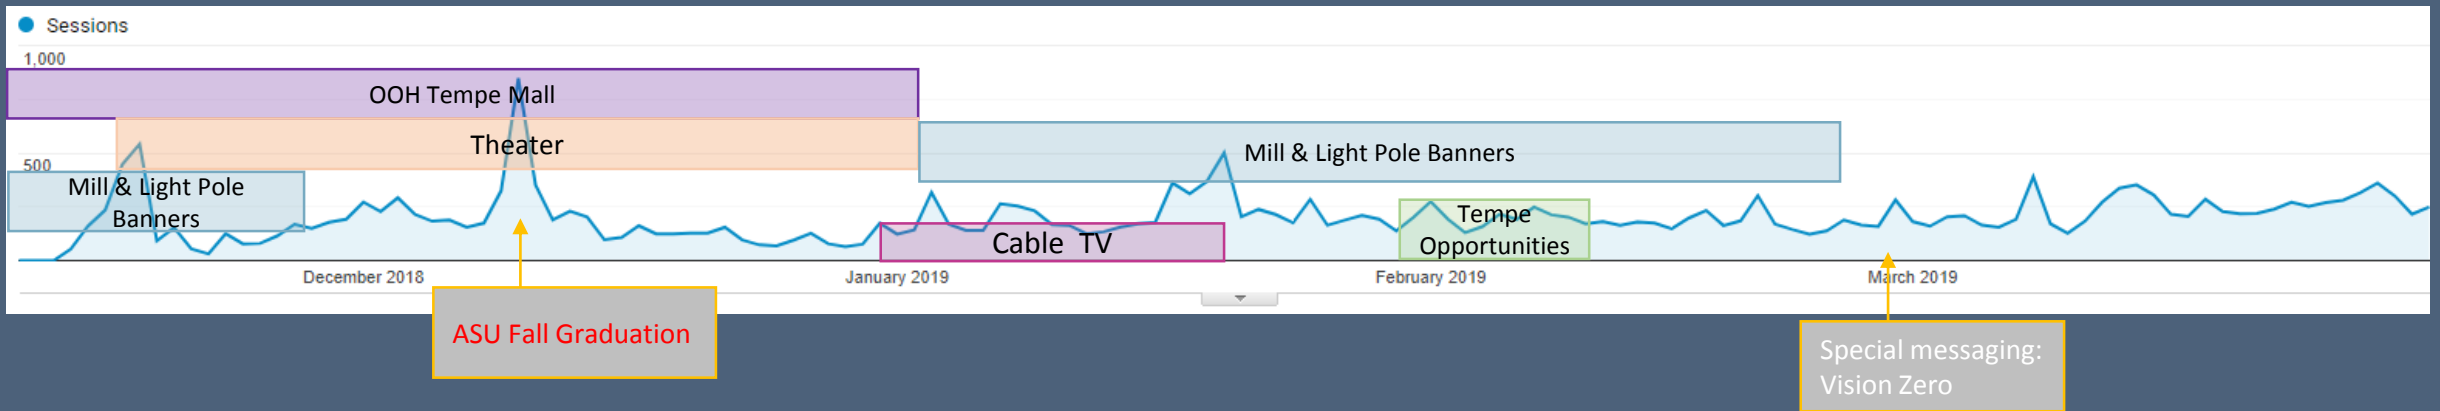 Sessions
1,000
OOH Tempe Mall
Theater
500
Mill & Light Pole
Banners
Mill & Light Pole Banners
Cable TV
Tempe
Opportunities
December 2018
January 2019
February 2019
March 2019
ASU Fall Graduation
Special messaging:
Vision Zero